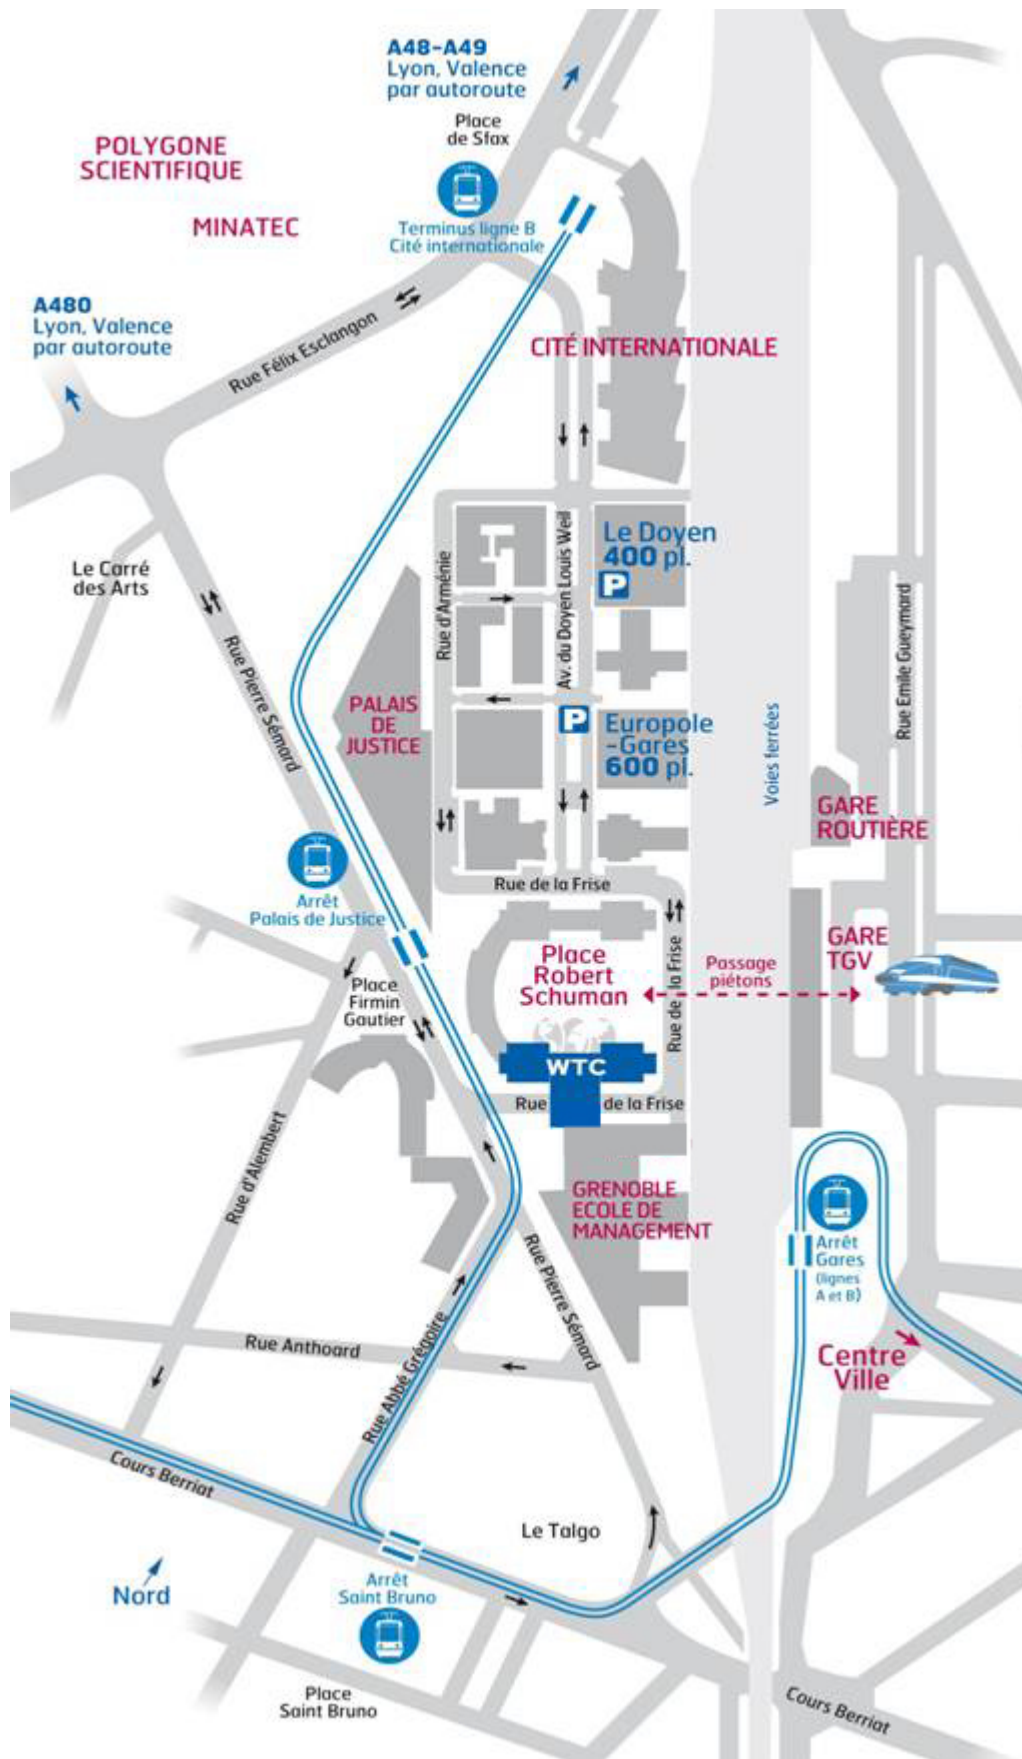 A48-A49
Lyon, Valence
par autoroute
Place
de Sfax
POLYGONE
SCIENTIFIQUE
MINATEC
Terminus ligne B
Cité internationale
A480
Lyon, Valence
par autoroute
Rue Félix Esclangon
CITÉ INTERNATIONALE
Le Carré
des Arts
Rue d'Arménie
Av. du Doyen Louis Weil
Le Doyen
400 pl.
P
Rue Emile Gueymard
Rue Pierre Sémard
PALAIS
DE
JUSTICE
P
Europole
-Gares
600 pl.
Voies ferrées
GARE
ROUTIÈRE
Arrêt
Palais de Justice
Rue de la Frise
Place
Robert
Schuman
Rue de la Frise
Passage
piétons
GARE
TGV
Place
Firmin
Gautier
WTC
Rue de la Frise
Rue d'Alembert
GRENOBLE
ECOLE DE
MANAGEMENT
Arrêt
Gares
(lignes
A et B)
Rue Pierre Sémard
Rue Anthoard
Rue Abbé Grégoire
Centre
Ville
Cours Berriat
Le Talgo
Nord
Arrêt
Saint Bruno
Place
Saint Bruno
Cours Berriat